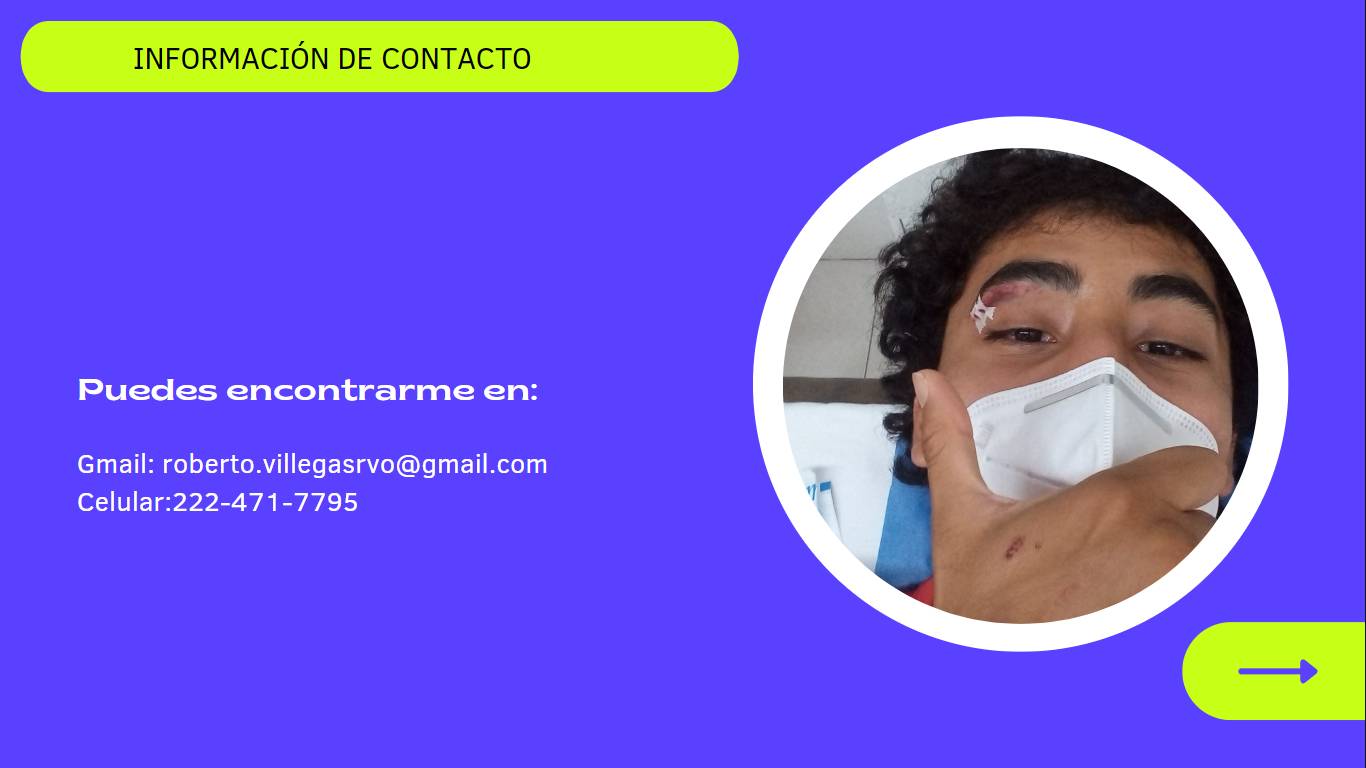 INFORMACIÓN DE CONTACTO
Puedes encontrarme en:
Gmail: roberto.villegasrvo@gmail.com
Celular:222-471-7795